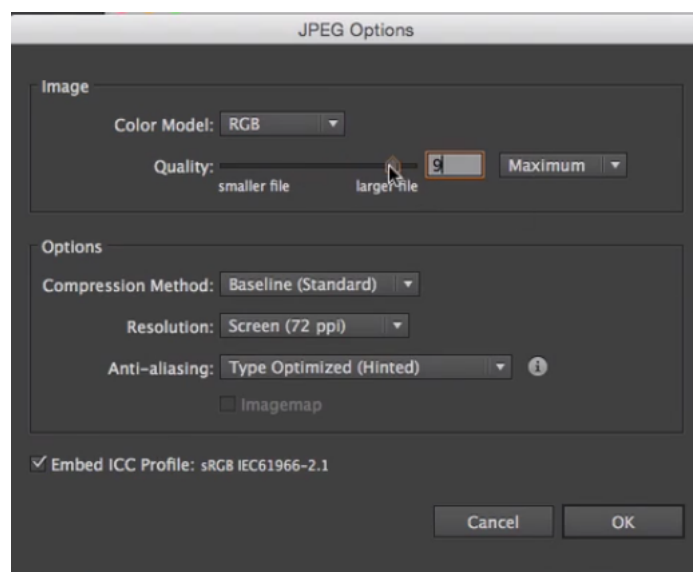 JPEG Options
Image
Color Model: RGB
Quality: 9 Maximum
smaller file larger file
Options
Compression Method: Baseline (Standard)
Resolution: Screen (72 ppi)
Anti-aliasing: Type Optimized (Hinted)
Imagemap
Embed ICC Profile: sRGB IEC61966-2.1
Cancel OK